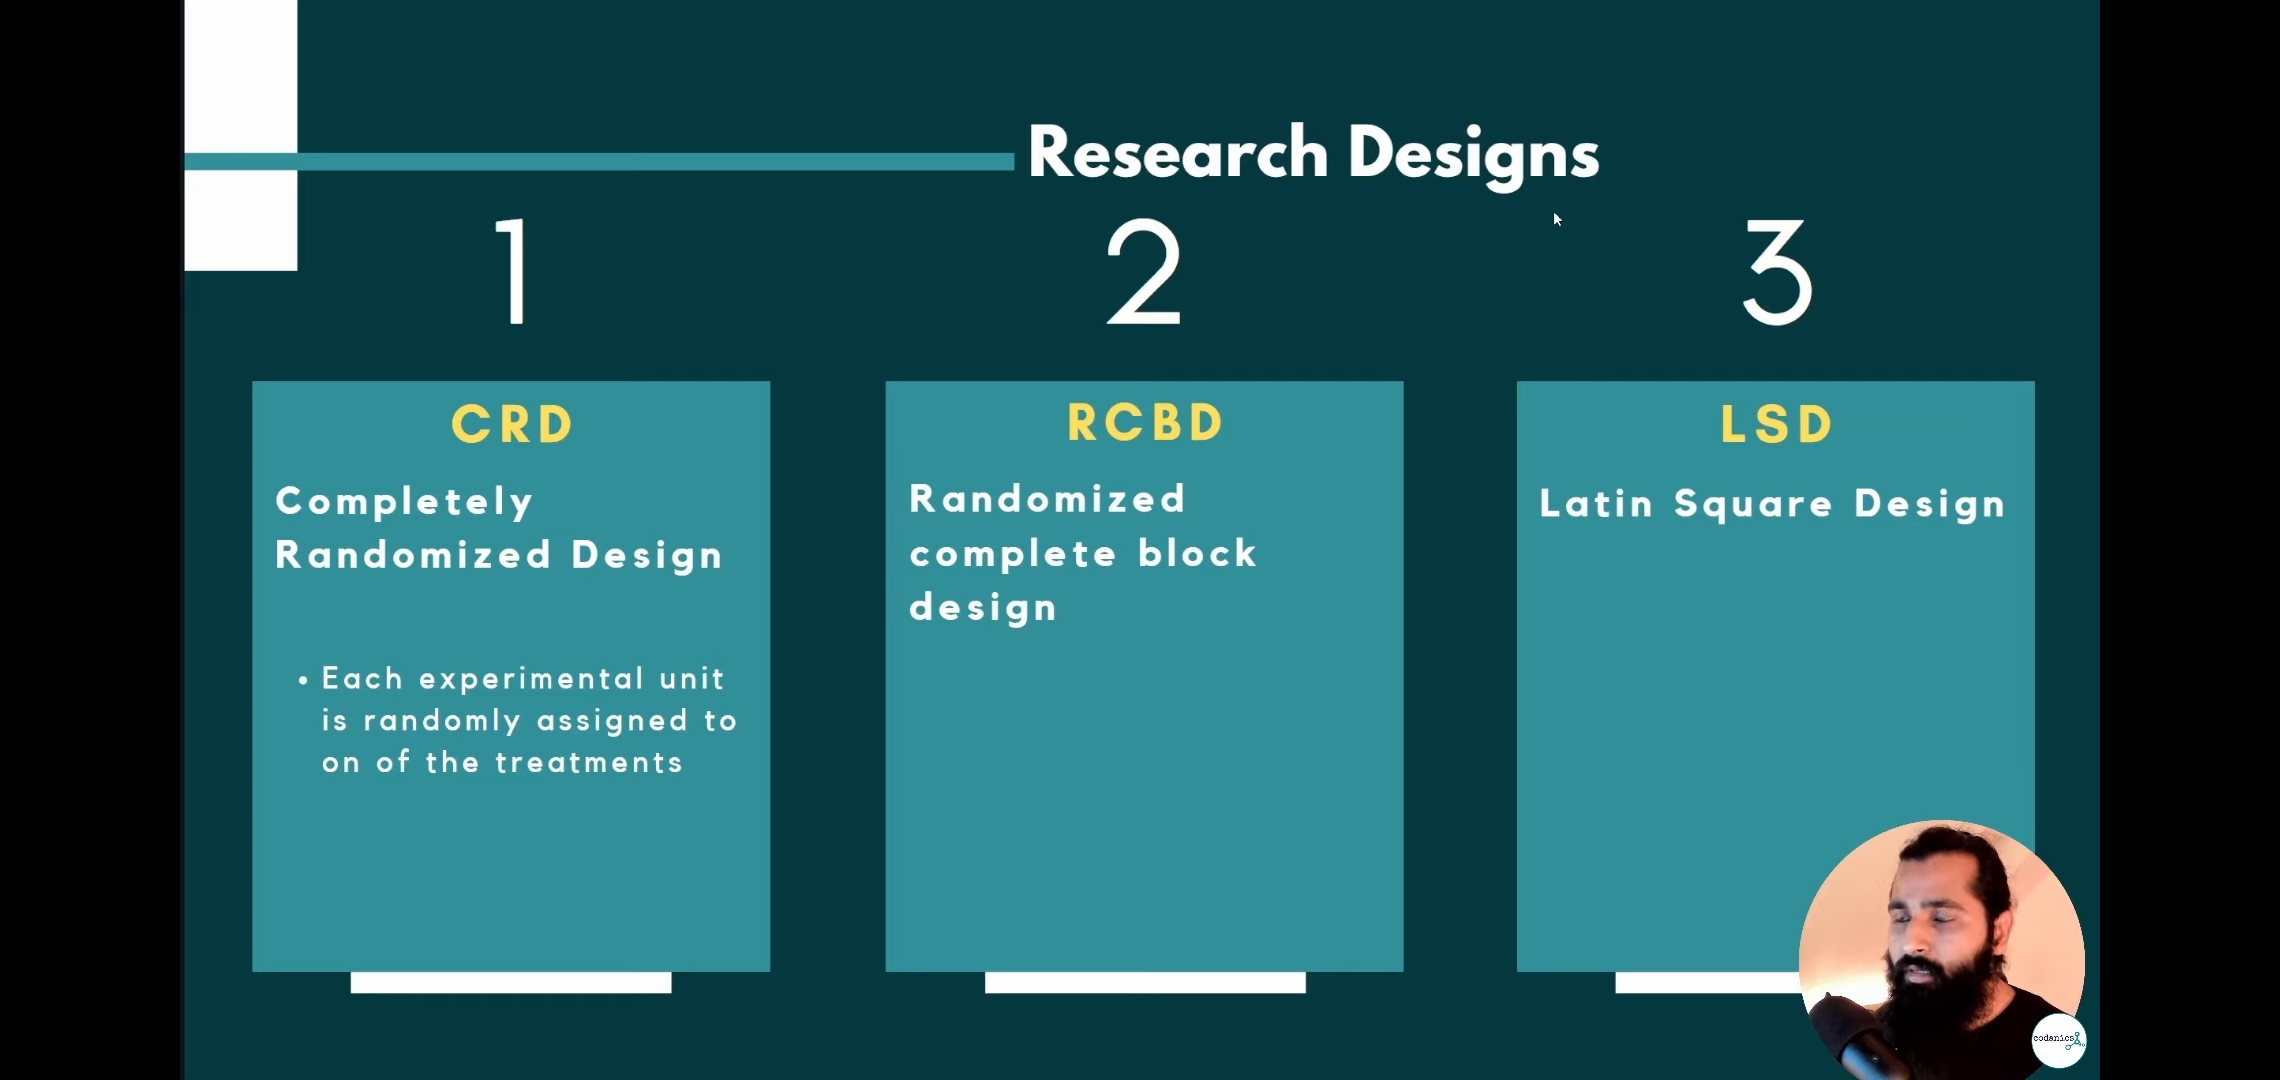 Research Designs
1
2
3
CRD
Completely
Randomized Design
• Each experimental unit
is randomly assigned to
on of the treatments
RCBD
Randomized
complete block
design
LSD
Latin Square Design
codanics